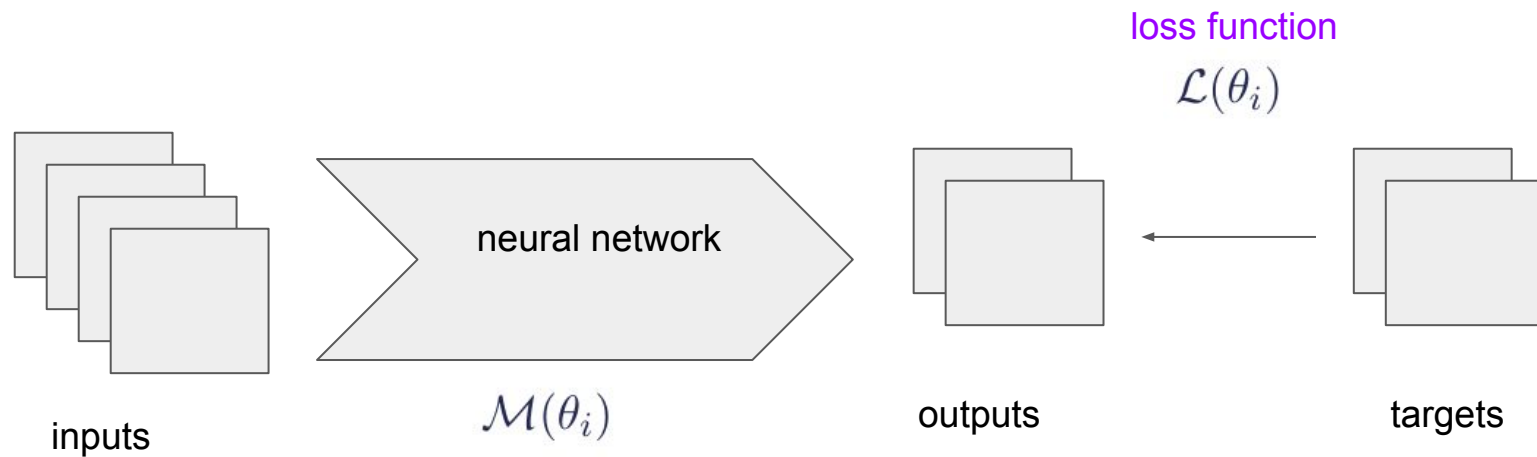 loss function
ℒ(θᵢ)
neural network
ℳ(θᵢ)
inputs
outputs
targets